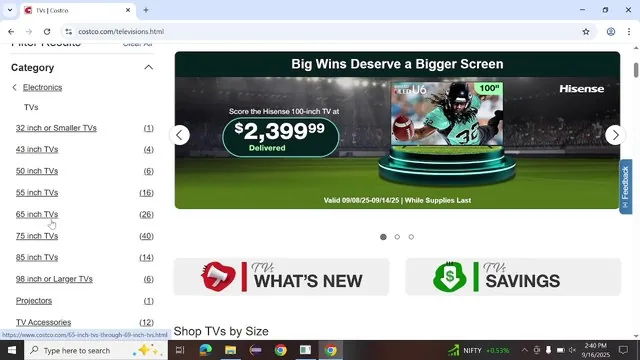 TVs | Costco
costco.com/televisions.html
Filter Results
Clear All
Category
Electronics
TVs
32 inch or Smaller TVs (1)
43 inch TVs (4)
50 inch TVs (6)
55 inch TVs (16)
65 inch TVs (26)
75 inch TVs (40)
85 inch TVs (14)
98 inch or Larger TVs (6)
Projectors (1)
TV Accessories (12)
https://www.costco.com/65-inch-tvs-through-69-inch-tvs.html
Big Wins Deserve a Bigger Screen
U6
100"
Hisense
Score the Hisense 100-inch TV at
$2,399.99
Delivered
Valid 09/08/25-09/14/25 | While Supplies Last
Feedback
TVs
WHAT'S NEW
TVs
SAVINGS
Shop TVs by Size
Type here to search
NIFTY +0.53%
2:40 PM
9/16/2025